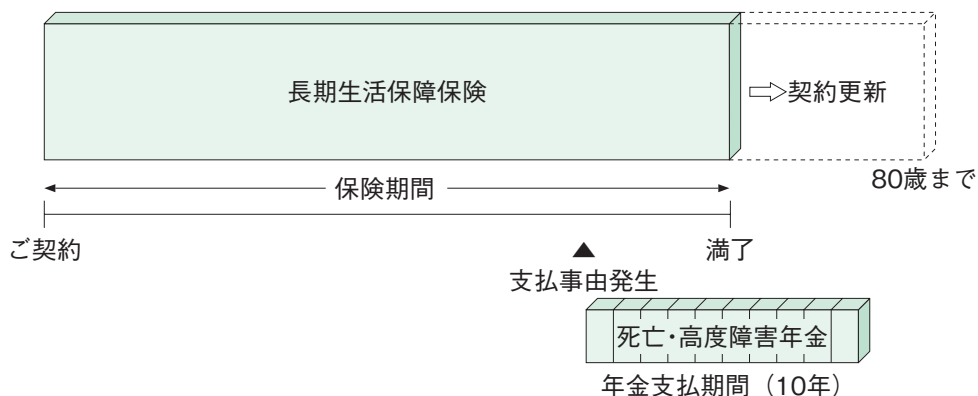 長期生活保障保険
⇨契約更新
80歳まで
保険期間
ご契約
満了
▲
支払事由発生
死亡・高度障害年金
年金支払期間（10年）